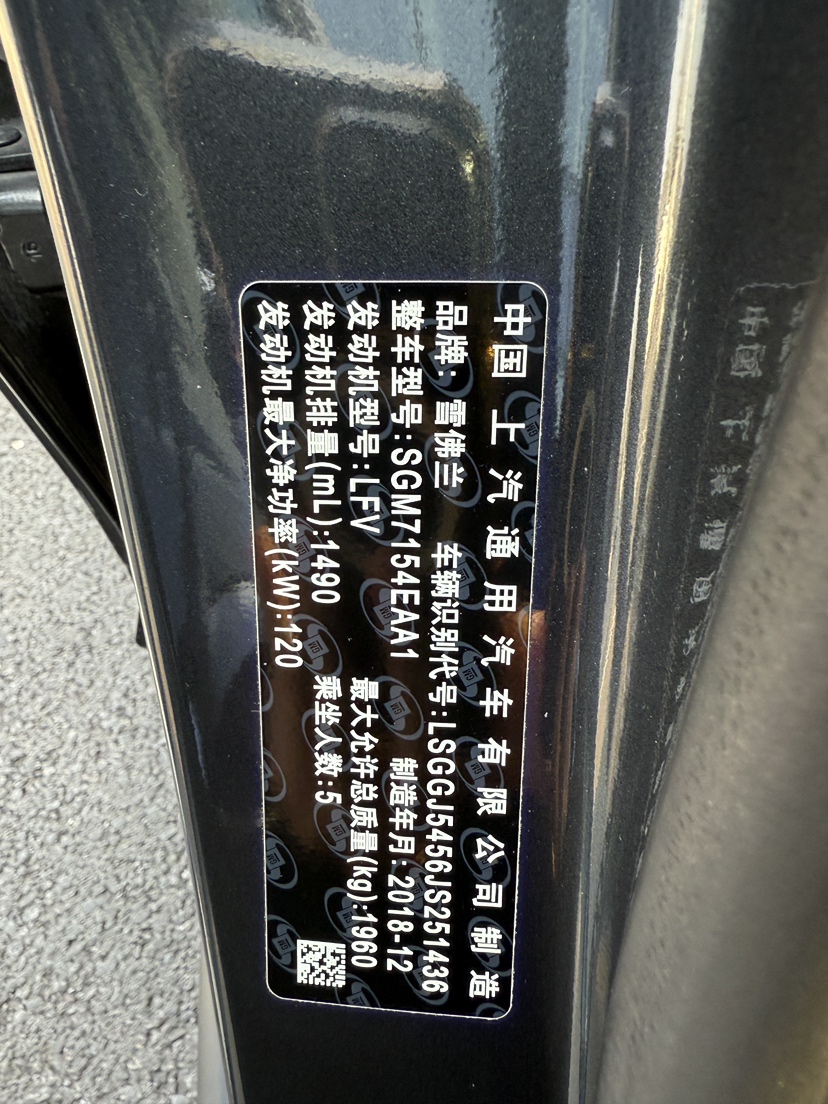 中国 上汽通用汽车有限公司制造
品牌: 雪佛兰 车辆识别代号:LSGGJ5456JS251436
整车型号:SGM7154EAA1 制造年月:2018-12
发动机型号:LFV 最大允许总质量(kg):1960
发动机排量(mL):1490 乘坐人数:5
发动机最大净功率(kW):120